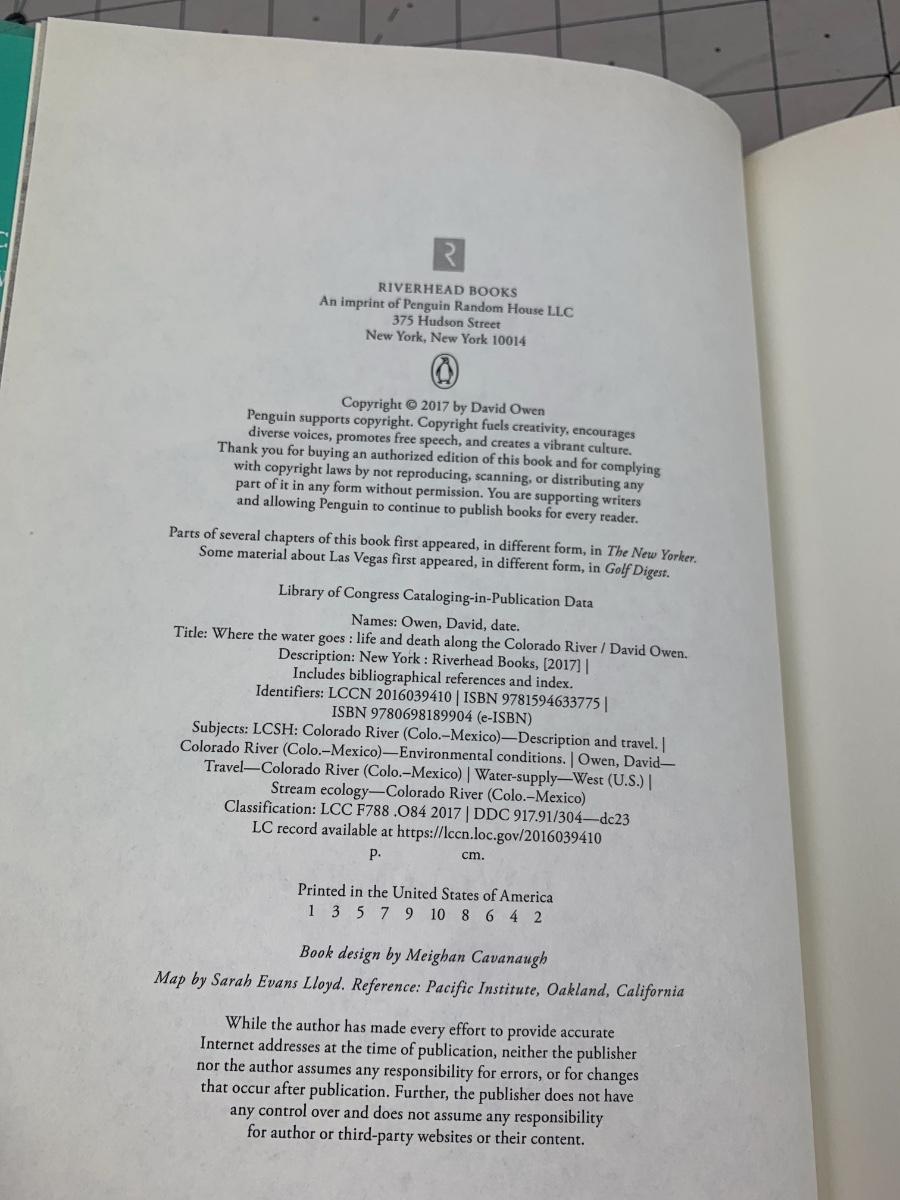 RIVERHEAD BOOKS
An imprint of Penguin Random House LLC
375 Hudson Street
New York, New York 10014
Copyright © 2017 by David Owen
Penguin supports copyright. Copyright fuels creativity, encourages
diverse voices, promotes free speech, and creates a vibrant culture.
Thank you for buying an authorized edition of this book and for complying
with copyright laws by not reproducing, scanning, or distributing any
part of it in any form without permission. You are supporting writers
and allowing Penguin to continue to publish books for every reader.
Parts of several chapters of this book first appeared, in different form, in The New Yorker.
Some material about Las Vegas first appeared, in different form, in Golf Digest.
Library of Congress Cataloging-in-Publication Data
Names: Owen, David, date.
Title: Where the water goes : life and death along the Colorado River / David Owen.
Description: New York : Riverhead Books, [2017] |
Includes bibliographical references and index.
Identifiers: LCCN 2016039410 | ISBN 9781594633775 |
ISBN 9780698189904 (e-ISBN)
Subjects: LCSH: Colorado River (Colo.–Mexico)—Description and travel. |
Colorado River (Colo.–Mexico)—Environmental conditions. | Owen, David—
Travel—Colorado River (Colo.–Mexico) | Water-supply—West (U.S.) |
Stream ecology—Colorado River (Colo.–Mexico)
Classification: LCC F788 .O84 2017 | DDC 917.91/304—dc23
LC record available at https://lccn.loc.gov/2016039410
p. cm.
Printed in the United States of America
1 3 5 7 9 10 8 6 4 2
Book design by Meighan Cavanaugh
Map by Sarah Evans Lloyd. Reference: Pacific Institute, Oakland, California
While the author has made every effort to provide accurate
Internet addresses at the time of publication, neither the publisher
nor the author assumes any responsibility for errors, or for changes
that occur after publication. Further, the publisher does not have
any control over and does not assume any responsibility
for author or third-party websites or their content.